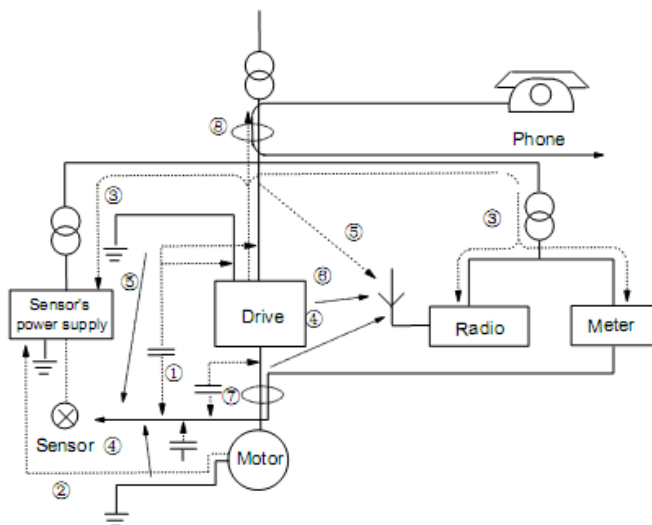 ⑧
Phone
③
③
⑤
⑤
⑥
Sensor's
power supply
Drive
④
Radio
Meter
①
⑦
Sensor
④
Motor
②